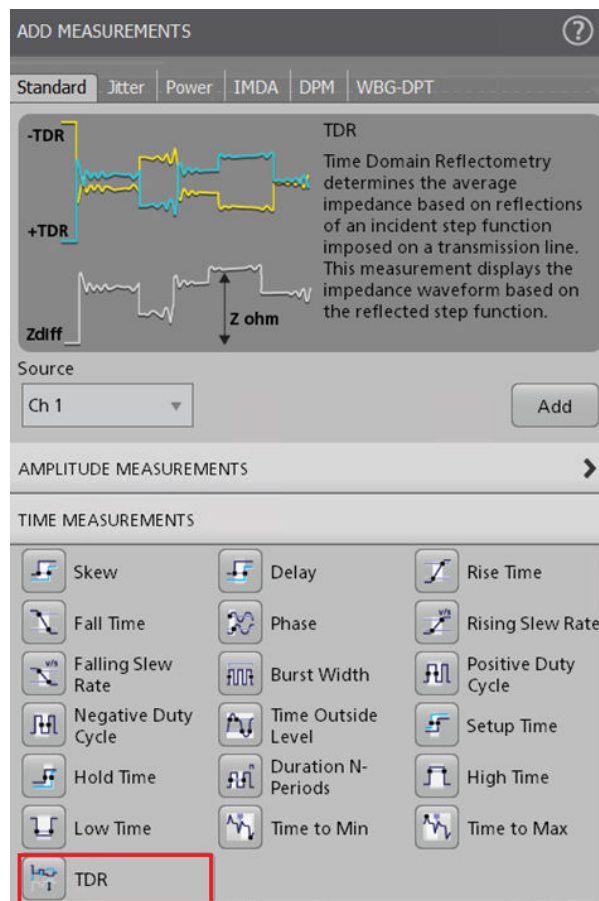 ADD MEASUREMENTS
?
Standard Jitter Power IMDA DPM WBG-DPT
-TDR
+TDR
Zdiff
Z ohm
TDR
Time Domain Reflectometry
determines the average
impedance based on reflections
of an incident step function
imposed on a transmission line.
This measurement displays the
impedance waveform based on
the reflected step function.
Source
Ch 1
Add
AMPLITUDE MEASUREMENTS
TIME MEASUREMENTS
Skew
Delay
Rise Time
Fall Time
Phase
v/s
Rising Slew Rate
v/s
Falling Slew
Rate
Burst Width
Positive Duty
Cycle
Negative Duty
Cycle
Time Outside
Level
Setup Time
Hold Time
n
Duration N-
Periods
High Time
Low Time
Time to Min
Time to Max
TDR